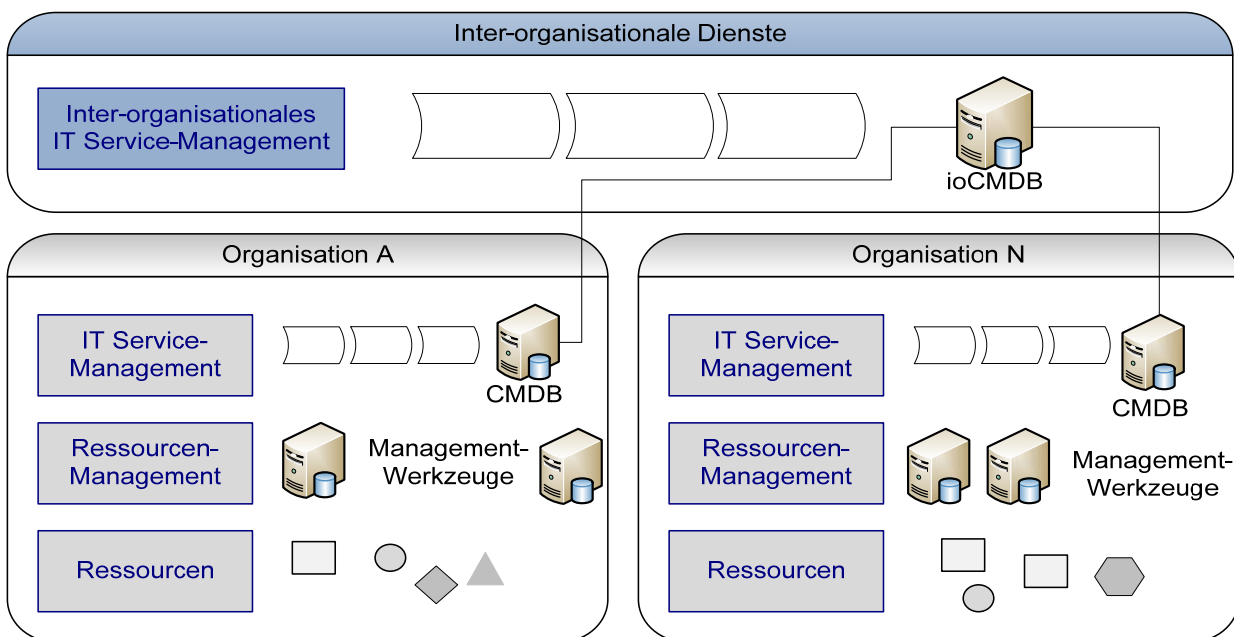 Inter-organisationale Dienste
Inter-organisationales
IT Service-Management
ioCMDB
Organisation A
IT Service-
Management
CMDB
Ressourcen-
Management
Management-
Werkzeuge
Ressourcen
Organisation N
IT Service-
Management
CMDB
Ressourcen-
Management
Management-
Werkzeuge
Ressourcen